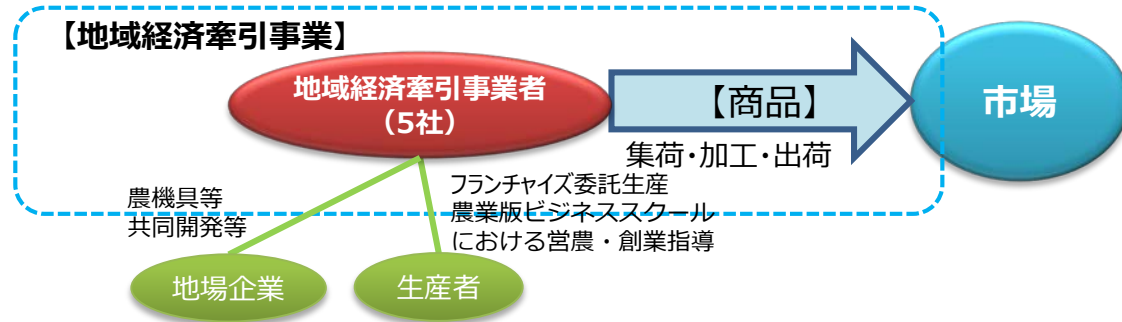 【地域経済牽引事業】
地域経済牽引事業者
（5社）
【商品】
市場
集荷・加工・出荷
農機具等
共同開発等
フランチャイズ委託生産
農業版ビジネススクール
における営農・創業指導
地場企業
生産者